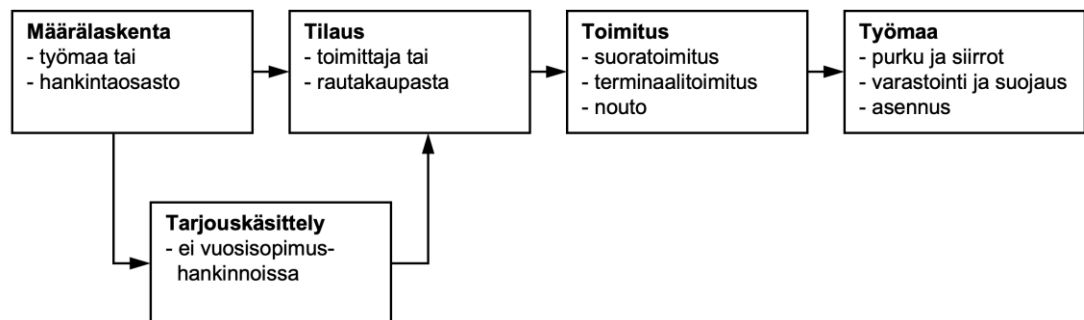 Määrälaskenta
- työmaa tai
- hankintaosasto
Tilaus
- toimittaja tai
- rautakaupasta
Toimitus
- suoratoimitus
- terminaalitoimitus
- nouto
Työmaa
- purku ja siirrot
- varastointi ja suojaus
- asennus
Tarjouskäsittely
- ei vuosisopimus-
hankinnoissa